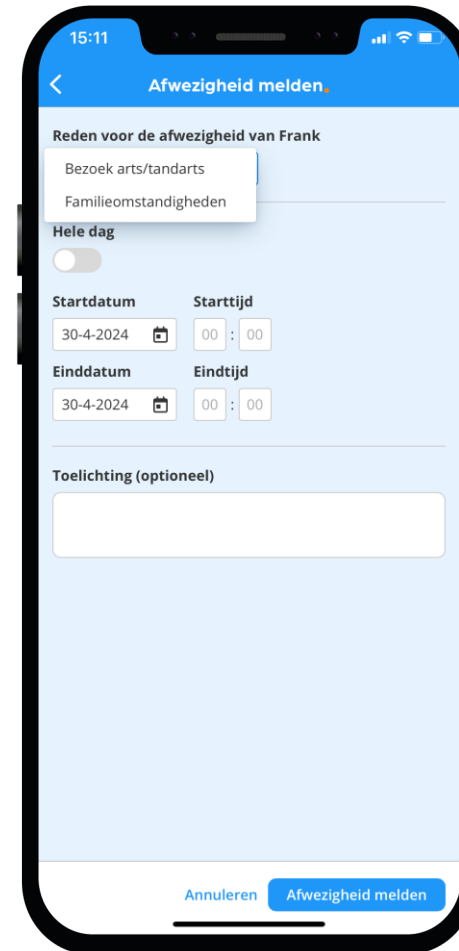 15:11
Afwezigheid melden.
Reden voor de afwezigheid van Frank
Bezoek arts/tandarts
Familieomstandigheden
Hele dag
Startdatum Starttijd
30-4-2024 00 : 00
Einddatum Eindtijd
30-4-2024 00 : 00
Toelichting (optioneel)
Annuleren Afwezigheid melden